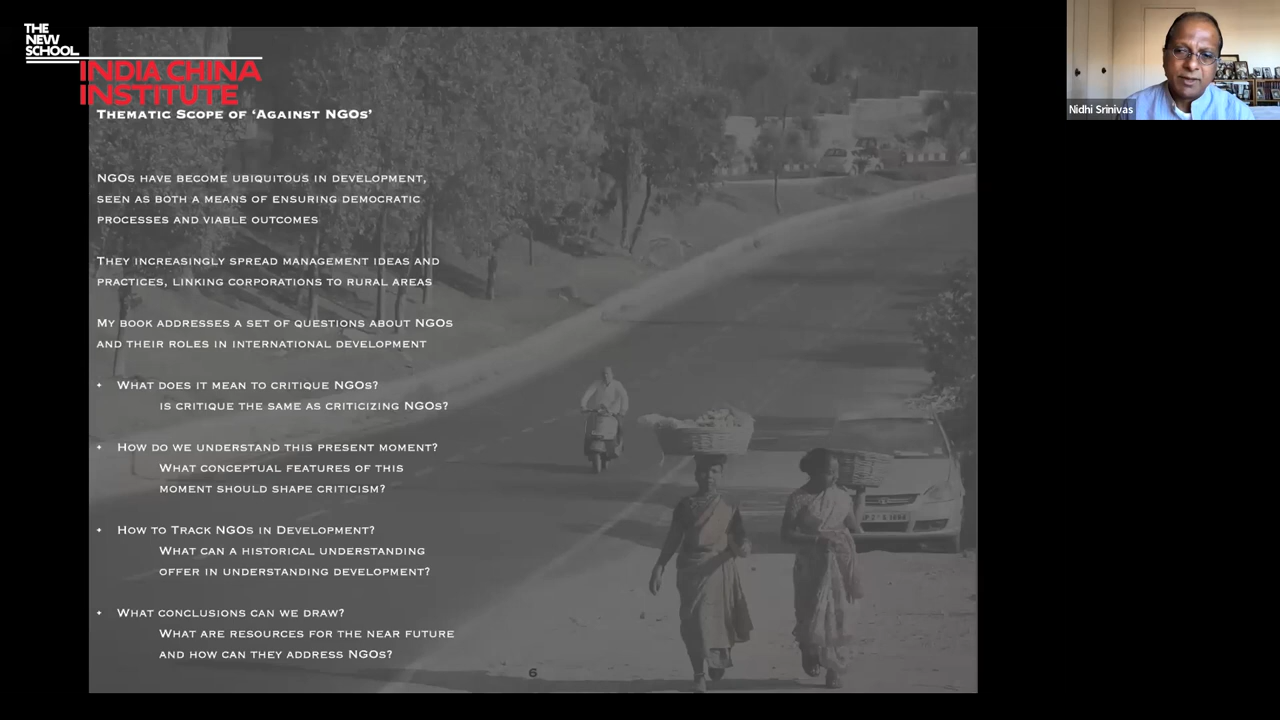 THE
NEW
SCHOOL
INDIA CHINA
INSTITUTE
THEMATIC SCOPE OF ‘AGAINST NGOS’
NGOS HAVE BECOME UBIQUITOUS IN DEVELOPMENT,
SEEN AS BOTH A MEANS OF ENSURING DEMOCRATIC
PROCESSES AND VIABLE OUTCOMES
THEY INCREASINGLY SPREAD MANAGEMENT IDEAS AND
PRACTICES, LINKING CORPORATIONS TO RURAL AREAS
MY BOOK ADDRESSES A SET OF QUESTIONS ABOUT NGOS
AND THEIR ROLES IN INTERNATIONAL DEVELOPMENT
• WHAT DOES IT MEAN TO CRITIQUE NGOS?
IS CRITIQUE THE SAME AS CRITICIZING NGOS?
• HOW DO WE UNDERSTAND THIS PRESENT MOMENT?
WHAT CONCEPTUAL FEATURES OF THIS
MOMENT SHOULD SHAPE CRITICISM?
• HOW TO TRACK NGOS IN DEVELOPMENT?
WHAT CAN A HISTORICAL UNDERSTANDING
OFFER IN UNDERSTANDING DEVELOPMENT?
• WHAT CONCLUSIONS CAN WE DRAW?
WHAT ARE RESOURCES FOR THE NEAR FUTURE
AND HOW CAN THEY ADDRESS NGOS?
6
Nidhi Srinivas